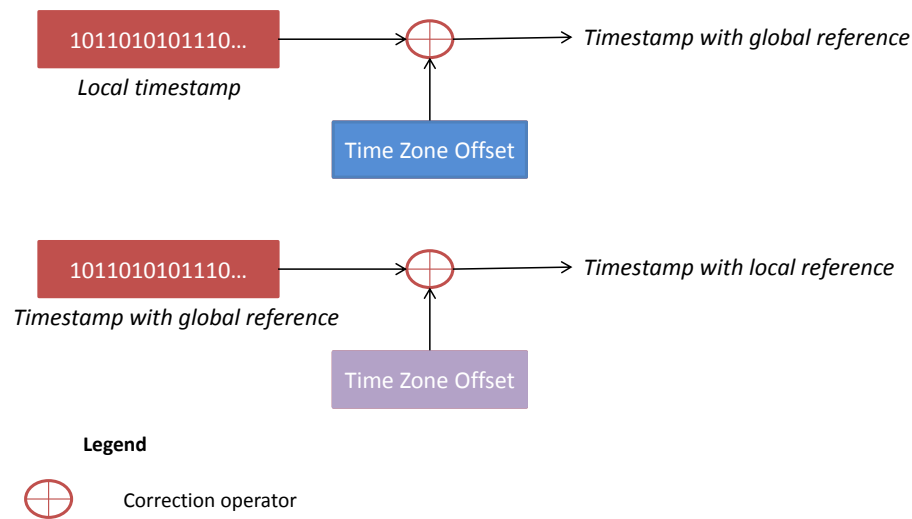 1011010101110...
Timestamp with global reference
Local timestamp
Time Zone Offset
1011010101110...
Timestamp with local reference
Timestamp with global reference
Time Zone Offset
Legend
Correction operator